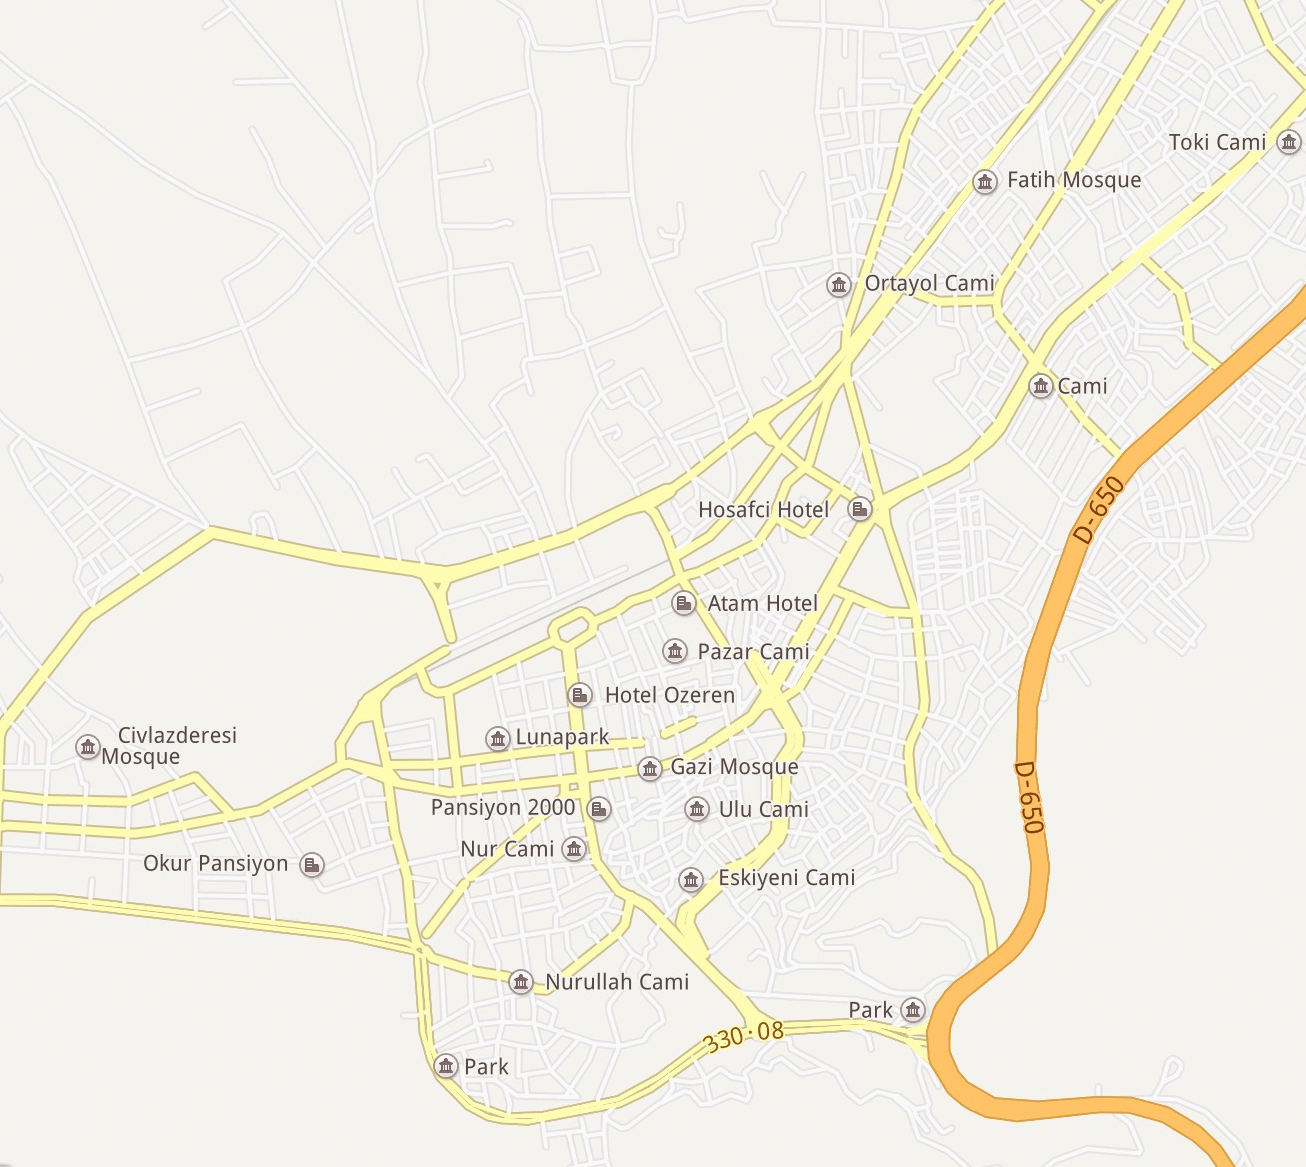 Toki Cami
Fatih Mosque
Ortayol Cami
Cami
D-650
Hosafci Hotel
Atam Hotel
Pazar Cami
Hotel Ozeren
Civlazderesi
Mosque
Lunapark
Gazi Mosque
D-650
Pansiyon 2000
Ulu Cami
Nur Cami
Okur Pansiyon
Eskiyeni Cami
Nurullah Cami
Park
330-08
Park